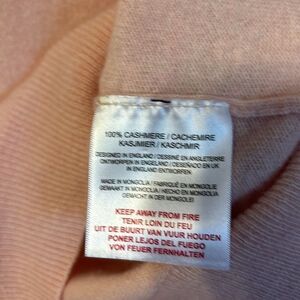 100% CASHMERE / CACHEMIRE
KASJMIER / KASCHMIR
DESIGNED IN ENGLAND / DESSINÉ EN ANGLETERRE
ONTWORPEN IN ENGELAND / DESEÑADO EN UK
IN ENGLAND ENTWORFEN
MADE IN MONGOLIA / FABRIQUÉ EN MONGOLIE
GEMAAKT IN MONGOLIË / HECHO EN MONGOLIA
GEMACHT IN DER MONGOLEI
KEEP AWAY FROM FIRE
TENIR LOIN DU FEU
UIT DE BUURT VAN VUUR HOUDEN
PONER LEJOS DEL FUEGO
VON FEUER FERNHALTEN